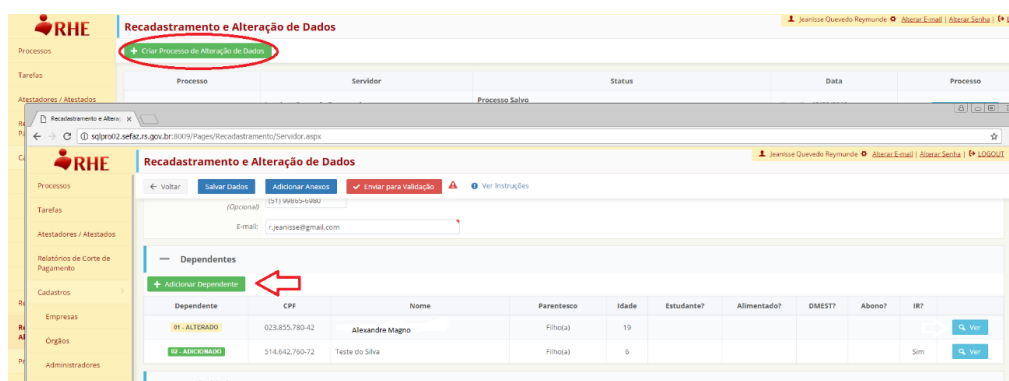 RHE
Recadastramento e Alteração de Dados
Jeanisse Quevedo Reymunde Alterar E-mail | Alterar Senha |
Processos
+ Criar Processo de Alteração de Dados
Tarefas
Processo Servidor Status Data Processo
Atestadores / Atestados
Processo Salvo
Recadastramento e Altera
sqlpro02.sefaz.rs.gov.br:8009/Pages/Recadastramento/Servidor.aspx
RHE
Recadastramento e Alteração de Dados
Jeanisse Quevedo Reymunde Alterar E-mail | Alterar Senha | LOGOUT
Processos
← Voltar Salvar Dados Adicionar Anexos Enviar para Validação Ver Instruções
Tarefas
(Opcional) (51) 99865-6980
Atestadores / Atestados
E-mail: r.jeanisse@gmail.com
Relatórios de Corte de
Pagamento
— Dependentes
+ Adicionar Dependente
Cadastros
Dependente CPF Nome Parentesco Idade Estudante? Alimentado? DMEST? Abono? IR?
Empresas
01 - ALTERADO 023.855.780-42 Alexandre Magno Filho(a) 19 Ver
Orgãos
02 - ADICIONADO 514.642.760-72 Teste do Silva Filho(a) 6 Sim Ver
Administradores